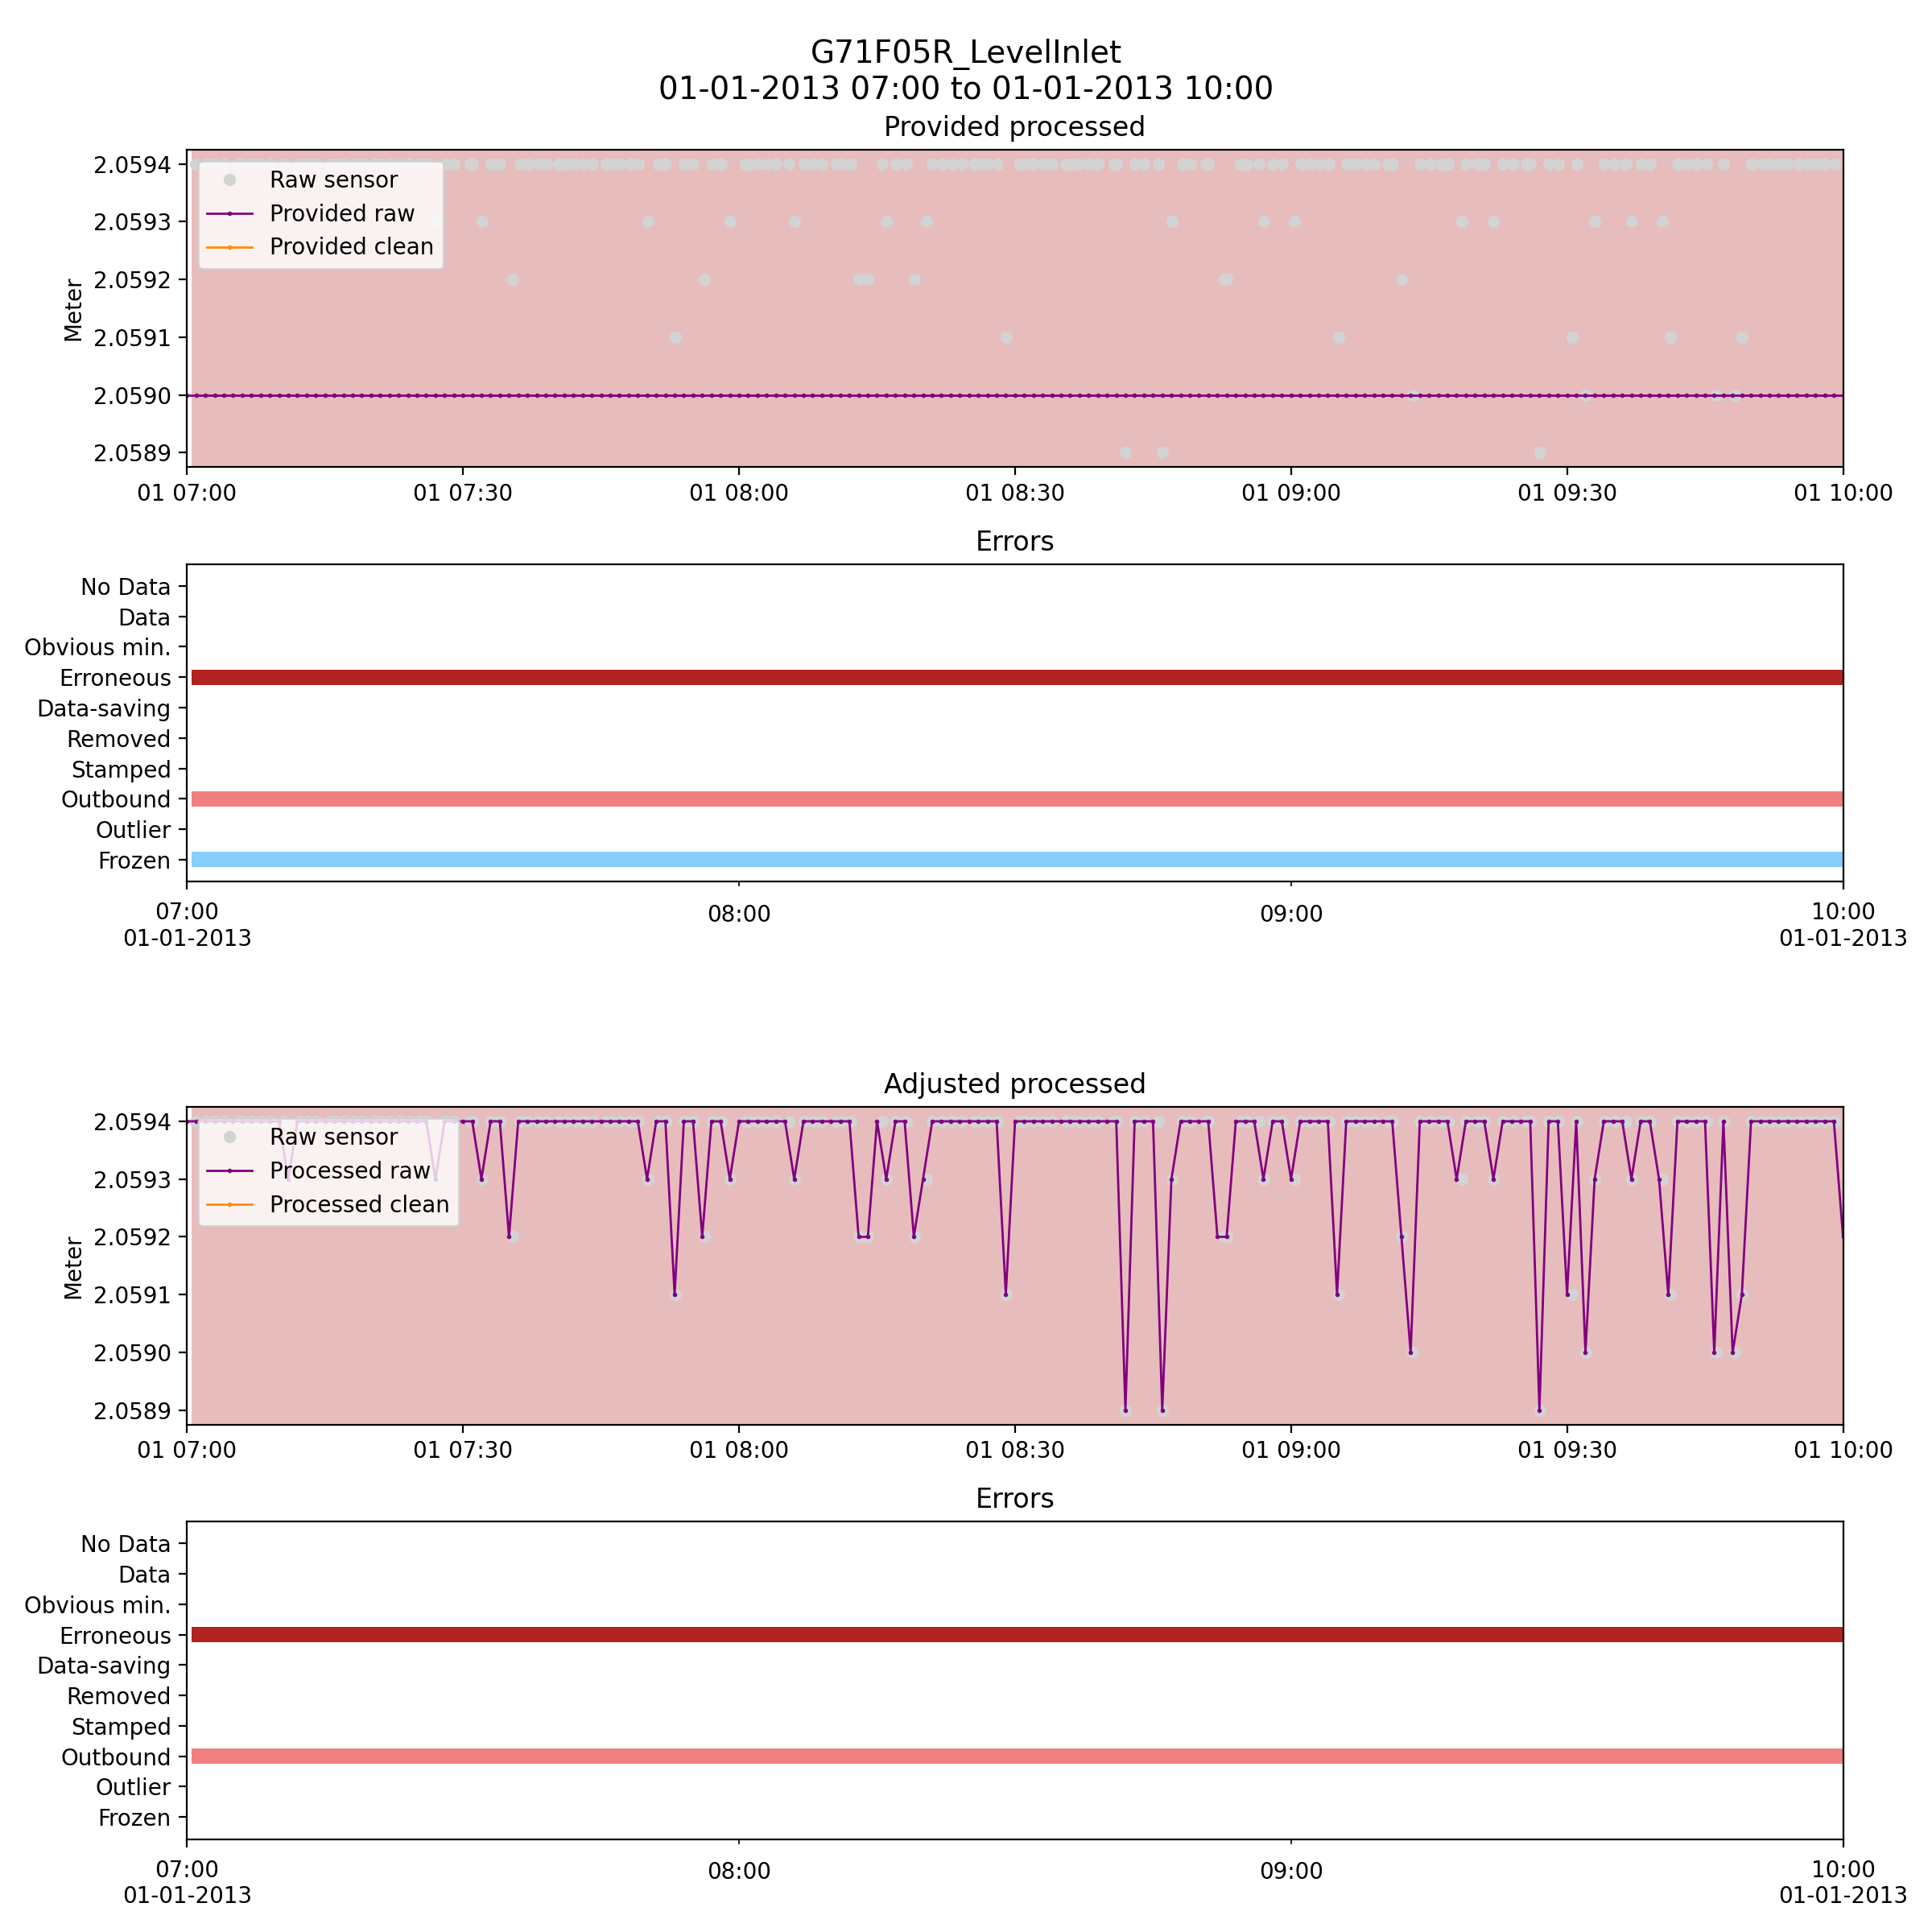 G71F05R_LevelInlet
01-01-2013 07:00 to 01-01-2013 10:00
Provided processed
Meter
2.0594
2.0593
2.0592
2.0591
2.0590
2.0589
Raw sensor
Provided raw
Provided clean
01 07:00 01 07:30 01 08:00 01 08:30 01 09:00 01 09:30 01 10:00
Errors
No Data
Data
Obvious min.
Erroneous
Data-saving
Removed
Stamped
Outbound
Outlier
Frozen
07:00 08:00 09:00 10:00
01-01-2013 01-01-2013
Adjusted processed
Meter
2.0594
2.0593
2.0592
2.0591
2.0590
2.0589
Raw sensor
Processed raw
Processed clean
01 07:00 01 07:30 01 08:00 01 08:30 01 09:00 01 09:30 01 10:00
Errors
No Data
Data
Obvious min.
Erroneous
Data-saving
Removed
Stamped
Outbound
Outlier
Frozen
07:00 08:00 09:00 10:00
01-01-2013 01-01-2013